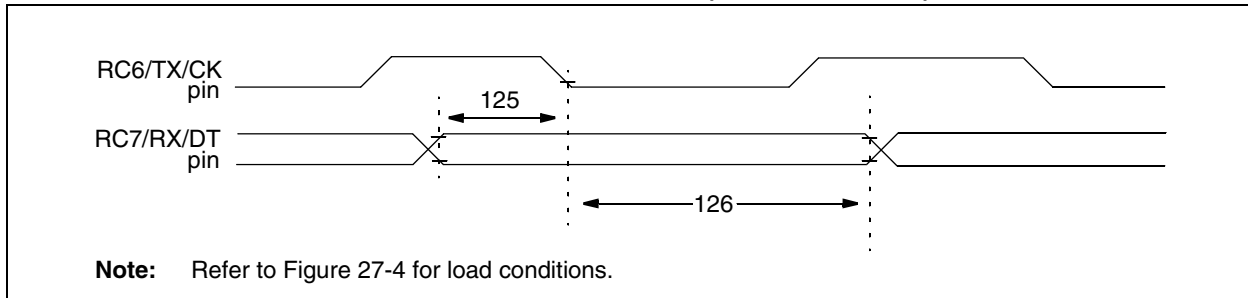 RC6/TX/CK
pin
125
RC7/RX/DT
pin
126
Note: Refer to Figure 27-4 for load conditions.